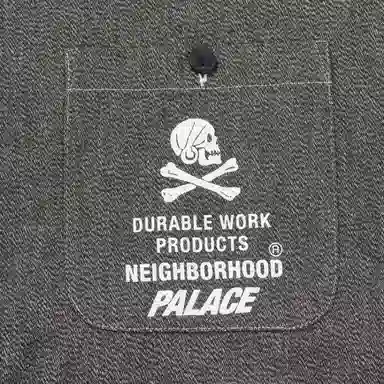 DURABLE WORK
PRODUCTS
NEIGHBORHOOD®
PALACE